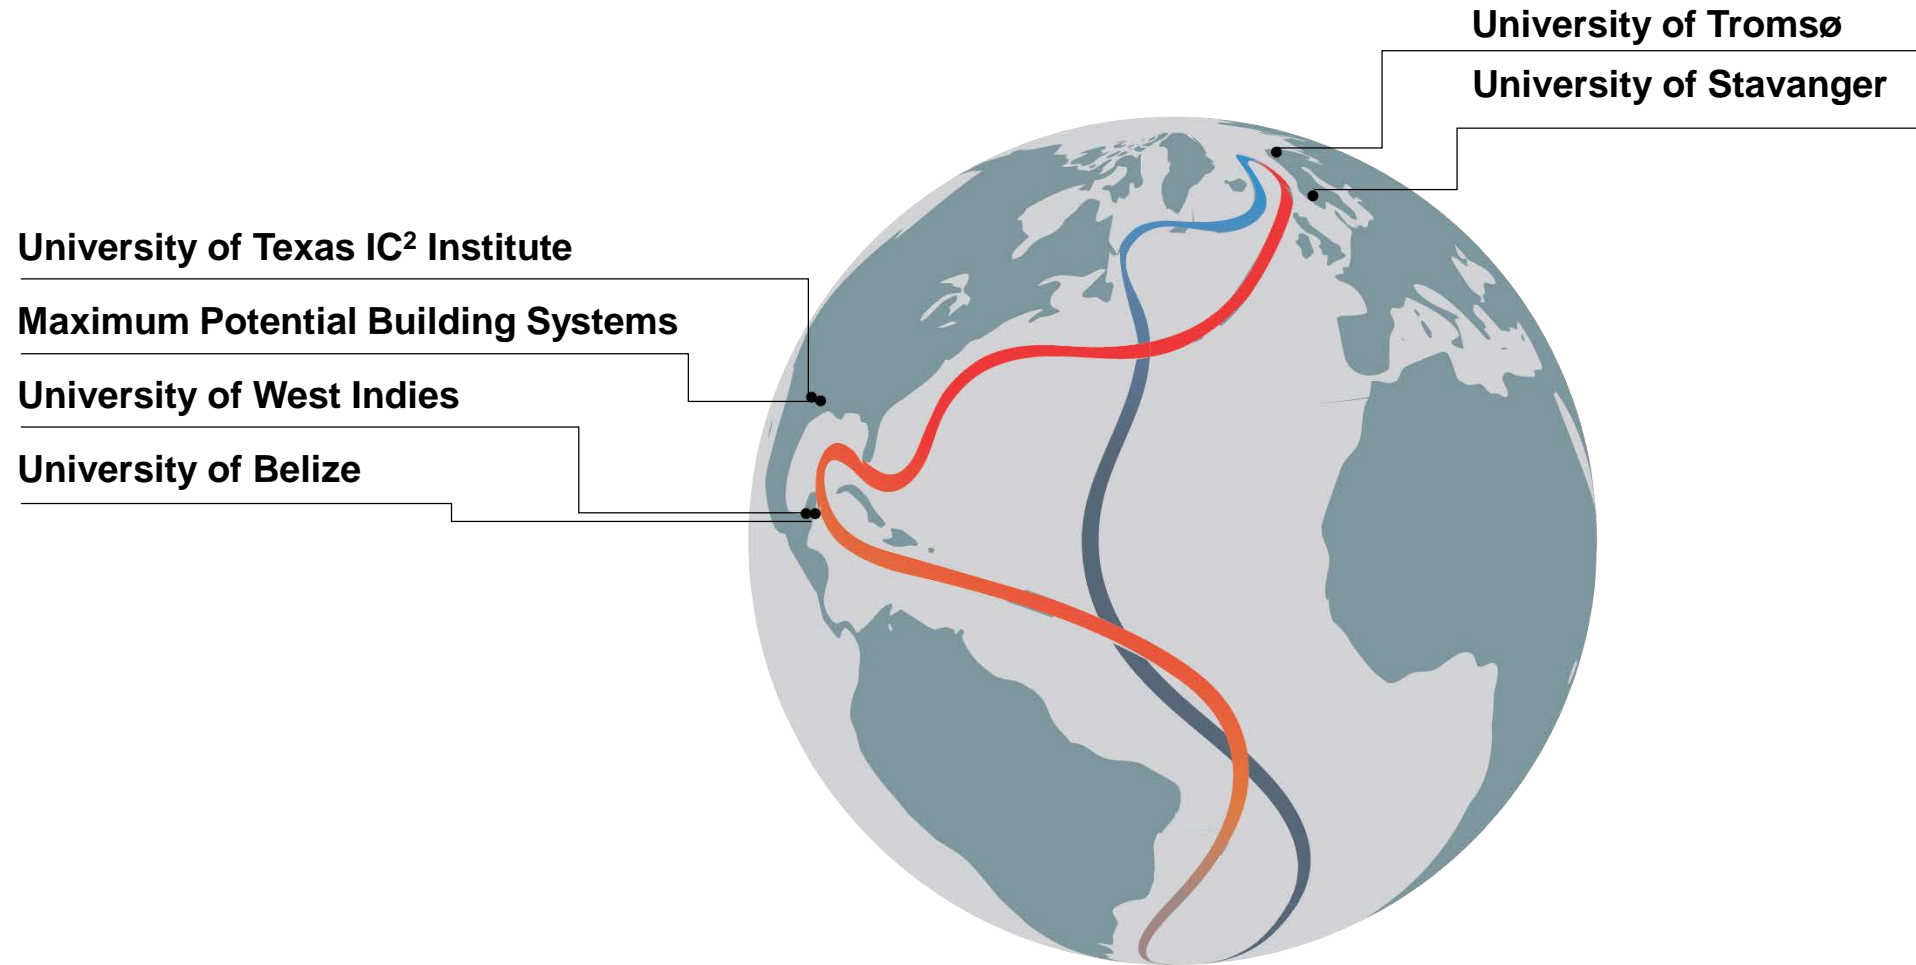 University of Tromsø
University of Stavanger
University of Texas IC² Institute
Maximum Potential Building Systems
University of West Indies
University of Belize